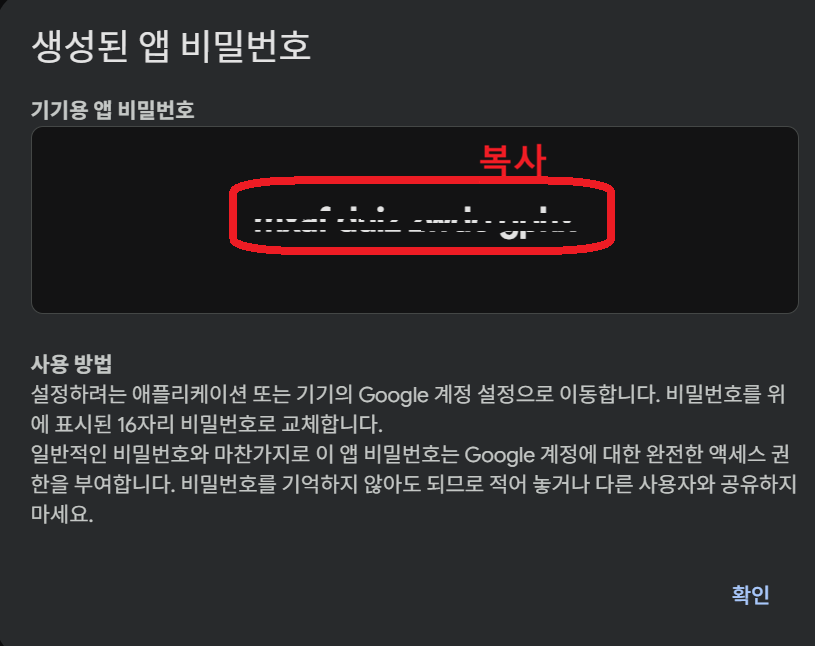 생성된 앱 비밀번호
기기용 앱 비밀번호
복사
사용 방법
설정하려는 애플리케이션 또는 기기의 Google 계정 설정으로 이동합니다. 비밀번호를 위
에 표시된 16자리 비밀번호로 교체합니다.
일반적인 비밀번호와 마찬가지로 이 앱 비밀번호는 Google 계정에 대한 완전한 액세스 권
한을 부여합니다. 비밀번호를 기억하지 않아도 되므로 적어 놓거나 다른 사용자와 공유하지
마세요.
확인